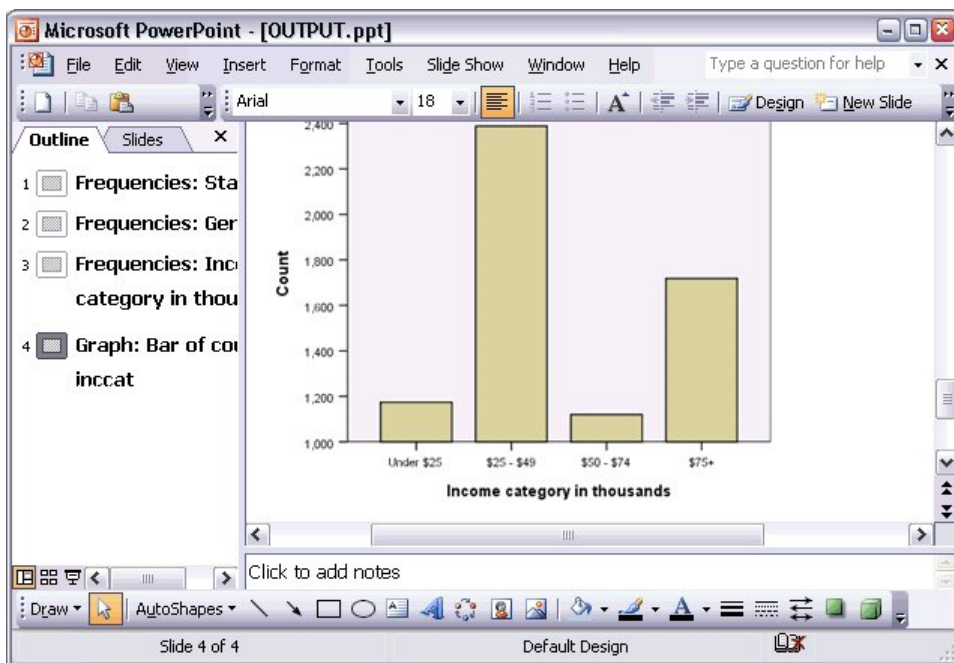 Microsoft PowerPoint - [OUTPUT.ppt]
File Edit View Insert Format Tools Slide Show Window Help Type a question for help
Arial 18 A Design New Slide
Outline Slides
1 Frequencies: Sta
2 Frequencies: Ger
3 Frequencies: Inc
category in thou
4 Graph: Bar of cou
inccat
2,400
2,200
2,000
1,800
1,600
1,400
1,200
1,000
Count
Under $25 $25 - $49 $50 - $74 $75+
Income category in thousands
Click to add notes
Draw AutoShapes A A
Slide 4 of 4 Default Design